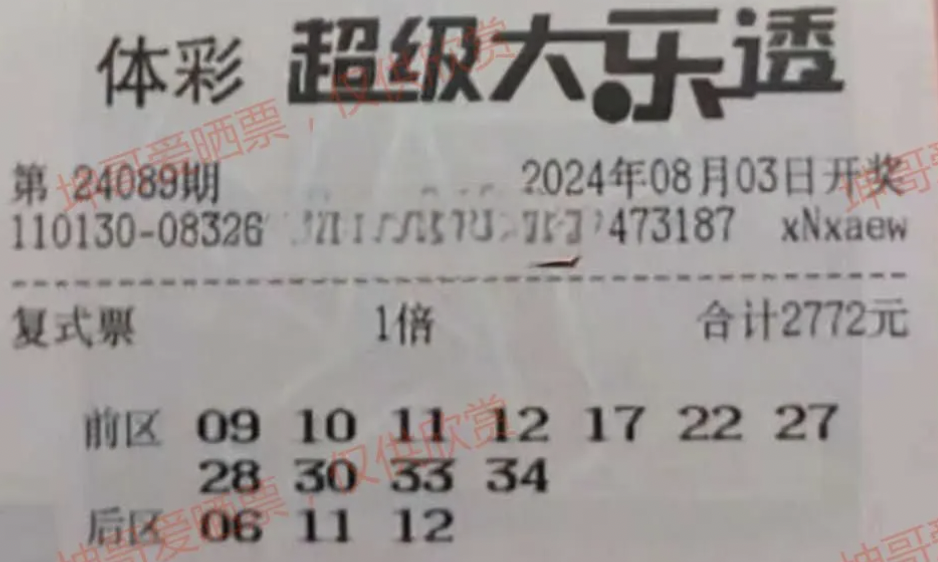 体彩 超级大乐透
第 24089期 2024年08月03日开奖
110130-08326 473187 xNxaew
复式票 1倍 合计2772元
前区 09 10 11 12 17 22 27
28 30 33 34
后区 06 11 12
坤哥爱晒票，仅供欣赏
坤哥爱晒票，仅供欣赏
坤哥
坤哥